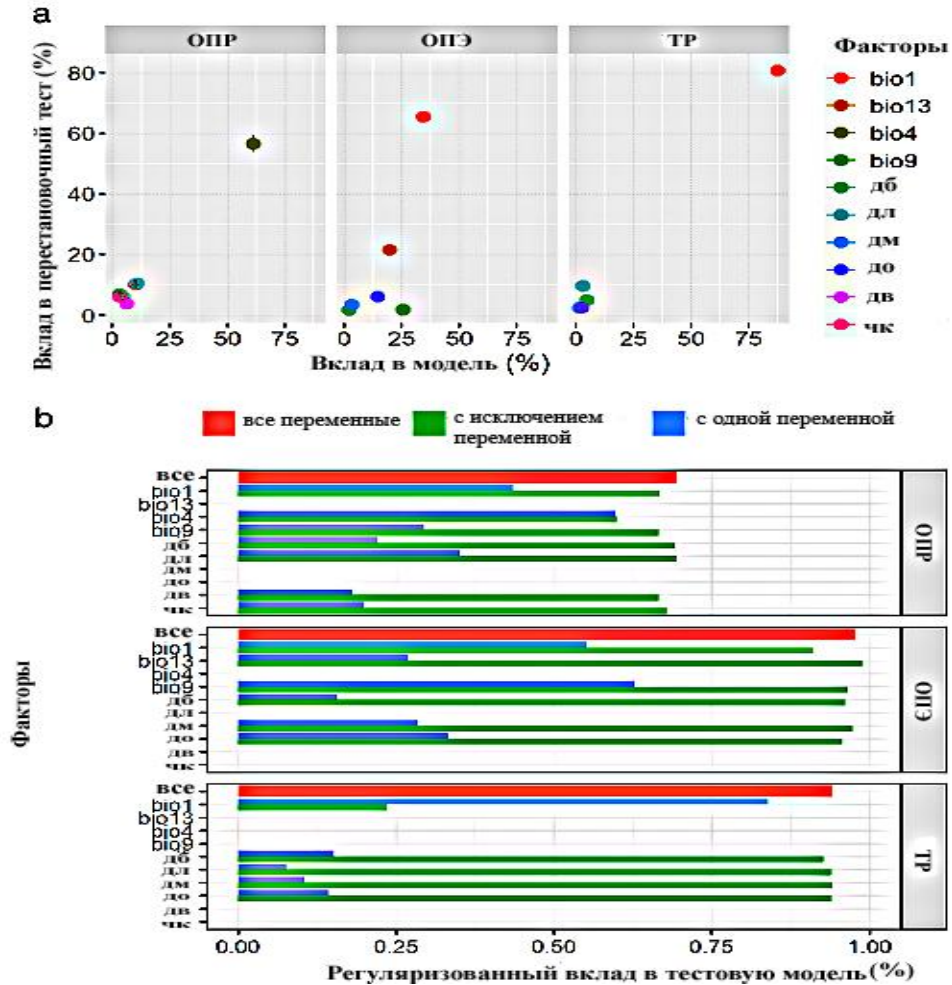 a
ОПР ОПЭ ТР
Вклад в перестановочный тест (%)
80
60
40
20
0
0 25 50 75 0 25 50 75 0 25 50 75
Вклад в модель (%)
Факторы
bio1
bio13
bio4
bio9
дб
дл
дм
до
дв
чк
b
все переменные
с исключением
переменной
с одной переменной
Факторы
все
bio1
bio13
bio4
bio9
дб
дл
дм
до
дв
чк
ОПР
все
bio1
bio13
bio4
bio9
дб
дл
дм
до
дв
чк
ОПЭ
все
bio1
bio13
bio4
bio9
дб
дл
дм
до
дв
чк
ТР
0.00 0.25 0.50 0.75 1.00
Регуляризованный вклад в тестовую модель (%)